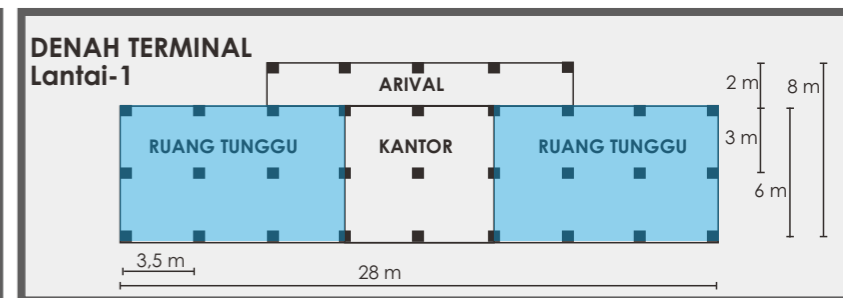 DENAH TERMINAL
Lantai-1
ARIVAL
2 m
8 m
RUANG TUNGGU
KANTOR
RUANG TUNGGU
3 m
6 m
3,5 m
28 m